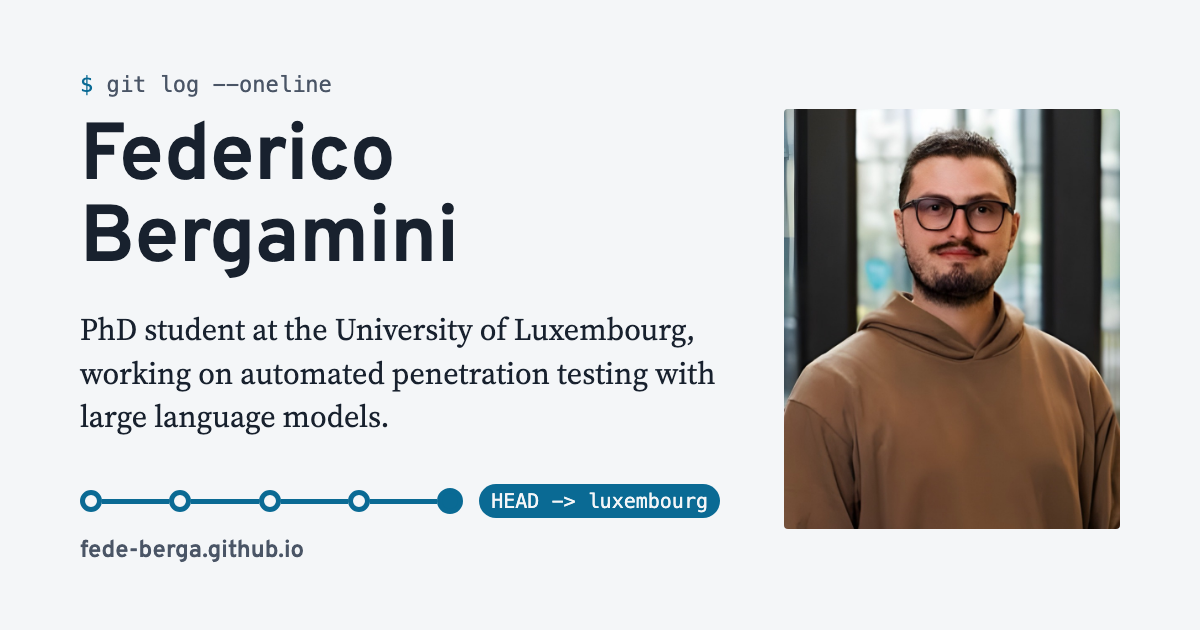 $ git log --oneline
Federico
Bergamini
PhD student at the University of Luxembourg,
working on automated penetration testing with
large language models.
HEAD -> luxembourg
fede-berga.github.io